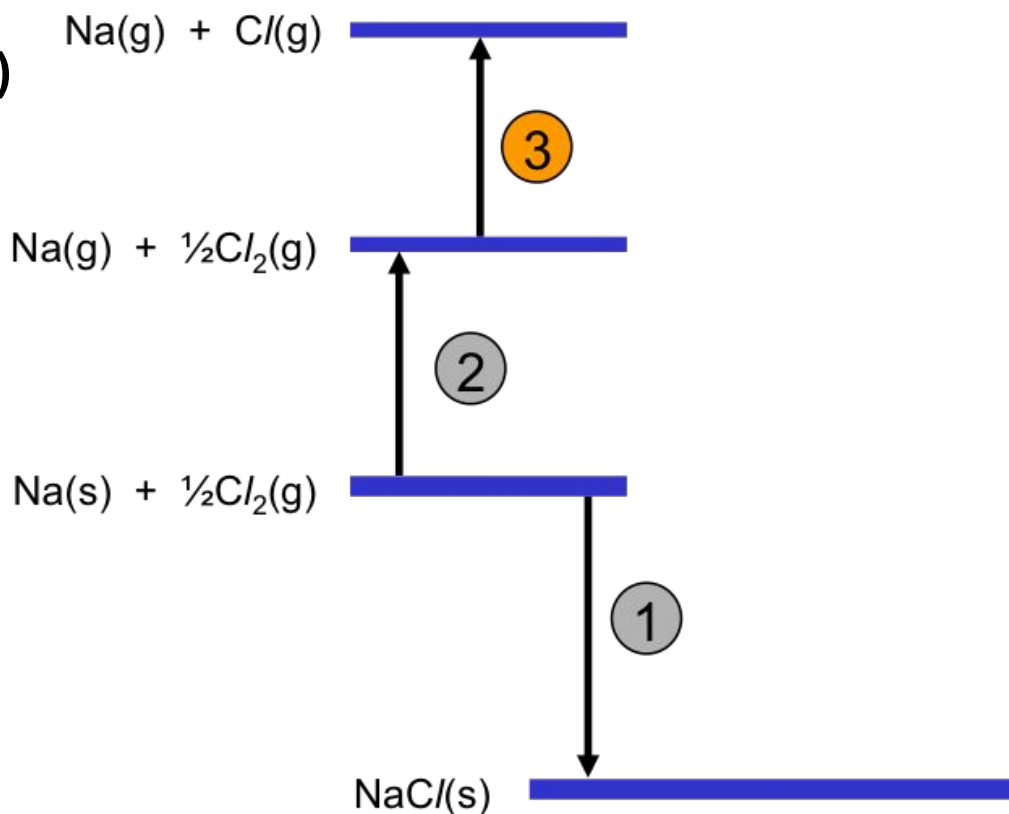 Na(g) + Cl(g)
)
3
Na(g) + ½Cl₂(g)
2
Na(s) + ½Cl₂(g)
1
NaCl(s)